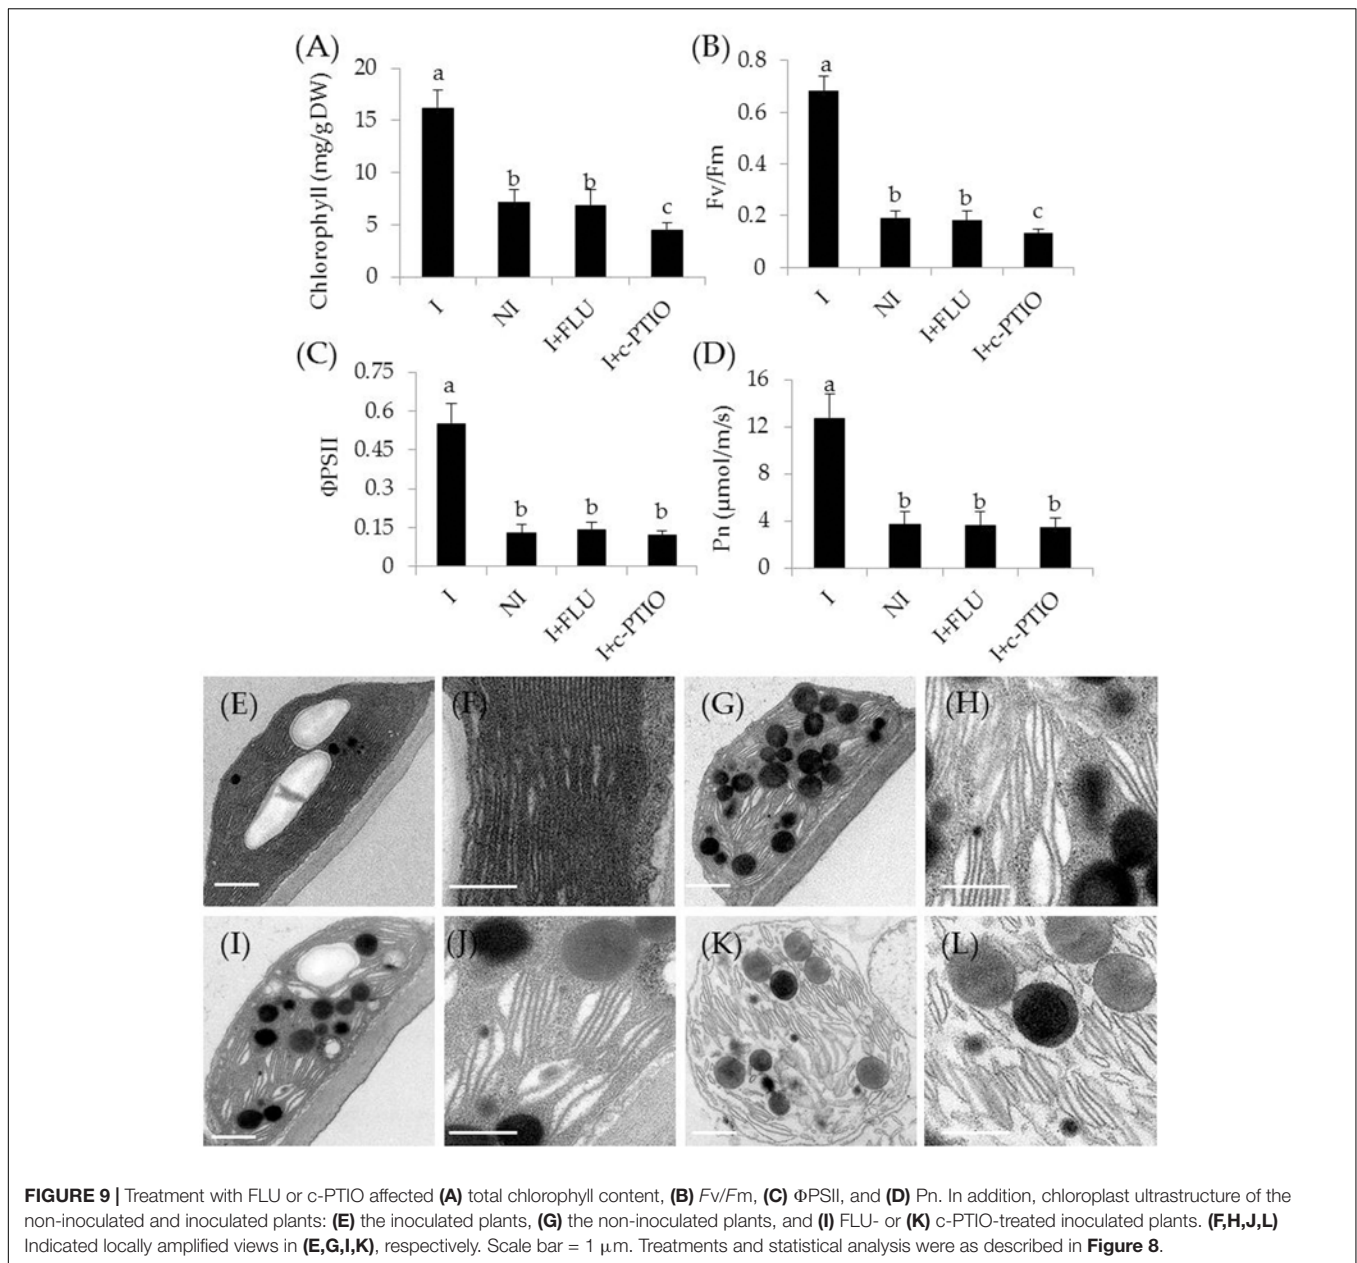 (A)
Chlorophyll (mg/gDW)
20
15
10
5
0
a
b
b
c
I
NI
I+FLU
I+c-PTIO
(B)
Fv/Fm
0.8
0.6
0.4
0.2
0
a
b
b
c
I
NI
I+FLU
I+c-PTIO
(C)
ΦPSII
0.75
0.6
0.45
0.3
0.15
0
a
b
b
b
I
NI
I+FLU
I+c-PTIO
(D)
Pn (μmol/m/s)
16
12
8
4
0
a
b
b
b
I
NI
I+FLU
I+c-PTIO
(E)
(F)
(G)
(H)
(I)
(J)
(K)
(L)
FIGURE 9 | Treatment with FLU or c-PTIO affected (A) total chlorophyll content, (B) Fv/Fm, (C) ΦPSII, and (D) Pn. In addition, chloroplast ultrastructure of the
non-inoculated and inoculated plants: (E) the inoculated plants, (G) the non-inoculated plants, and (I) FLU- or (K) c-PTIO-treated inoculated plants. (F,H,J,L)
Indicated locally amplified views in (E,G,I,K), respectively. Scale bar = 1 μm. Treatments and statistical analysis were as described in Figure 8.